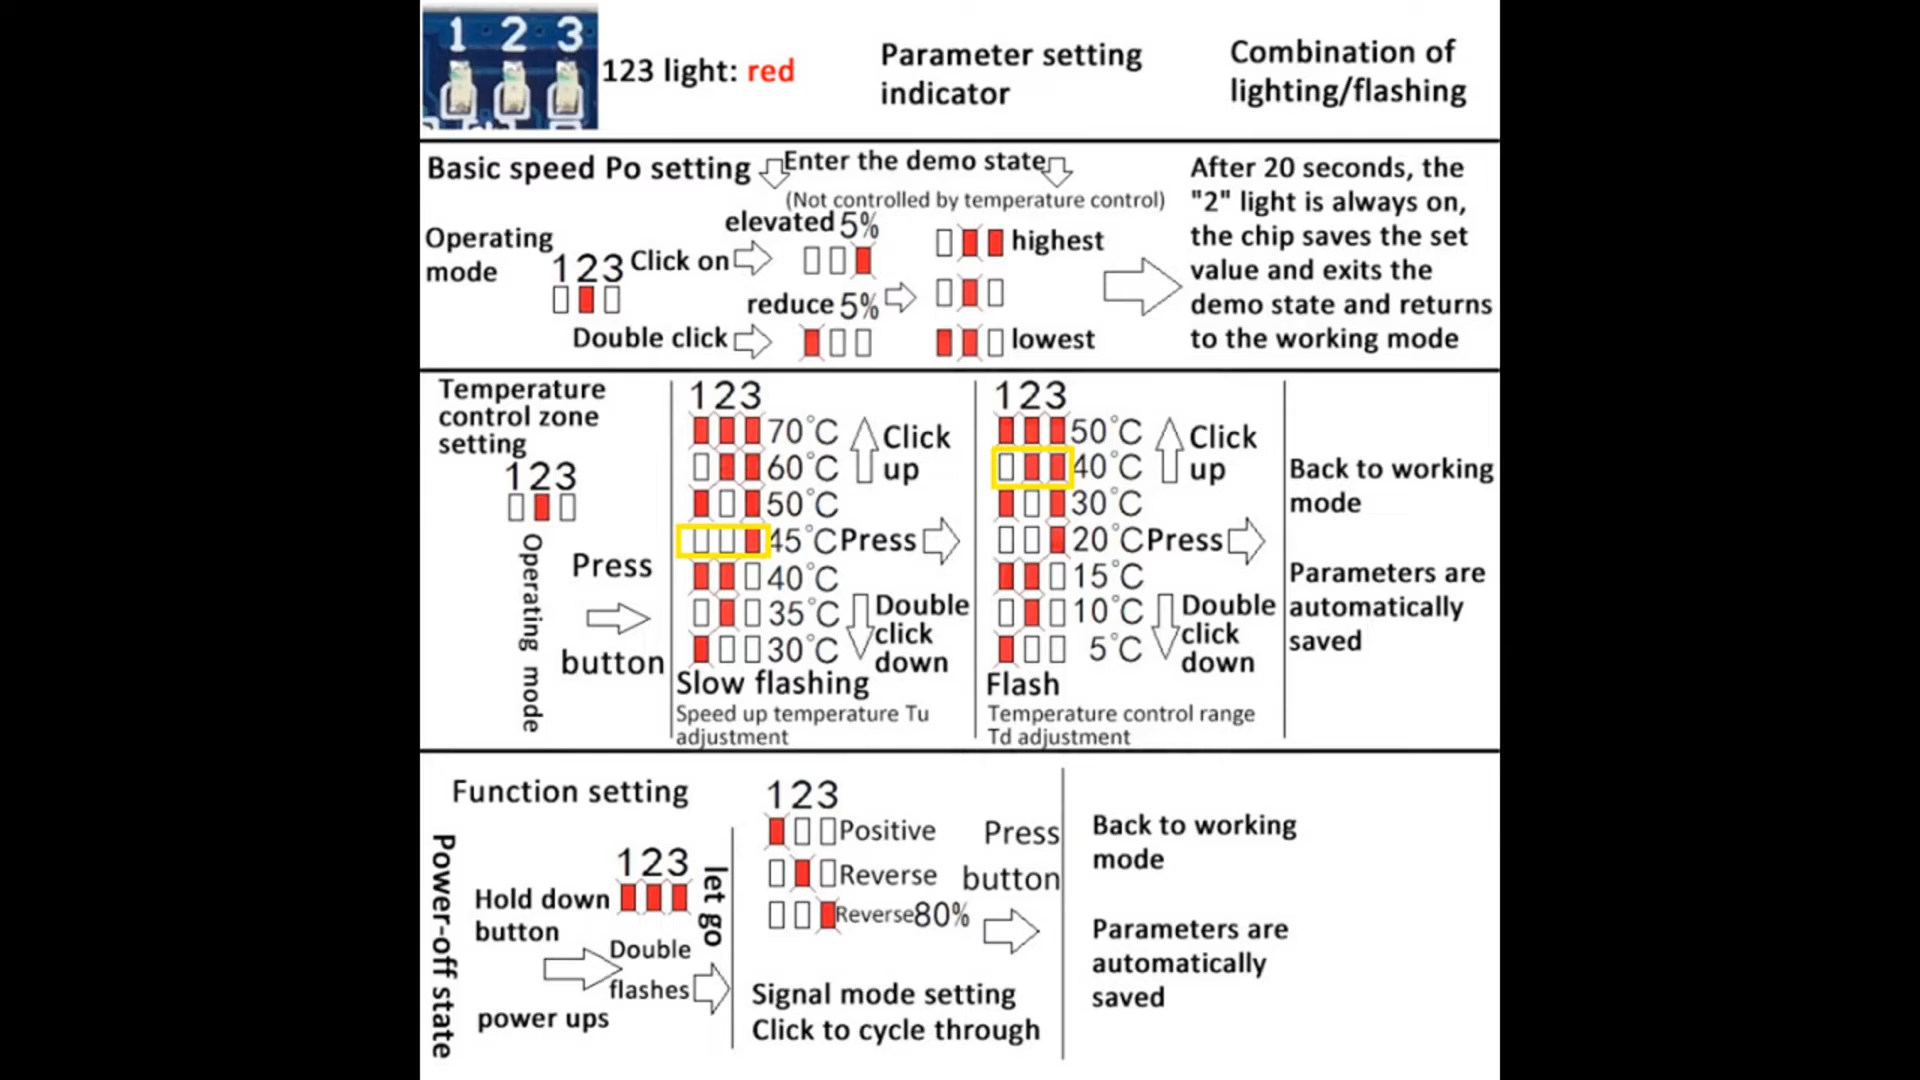 1 2 3
123 light: red
Parameter setting
indicator
Combination of
lighting/flashing
Basic speed Po setting
Enter the demo state
(Not controlled by temperature control)
Operating
mode
123
Click on
elevated 5%
reduce 5%
Double click
highest
lowest
After 20 seconds, the
"2" light is always on,
the chip saves the set
value and exits the
demo state and returns
to the working mode
Temperature
control zone
setting
123
Operating mode
Press
button
123
70°C
60°C
50°C
45°C
40°C
35°C
30°C
Click
up
Press
Double
click
down
Slow flashing
Speed up temperature Tu
adjustment
123
50°C
40°C
30°C
20°C
15°C
10°C
5°C
Click
up
Press
Double
click
down
Flash
Temperature control range
Td adjustment
Back to working
mode
Parameters are
automatically
saved
Function setting
Power-off state
Hold down
button
power ups
123
Double
flashes
let go
123
Positive
Reverse
Reverse80%
Press
button
Signal mode setting
Click to cycle through
Back to working
mode
Parameters are
automatically
saved